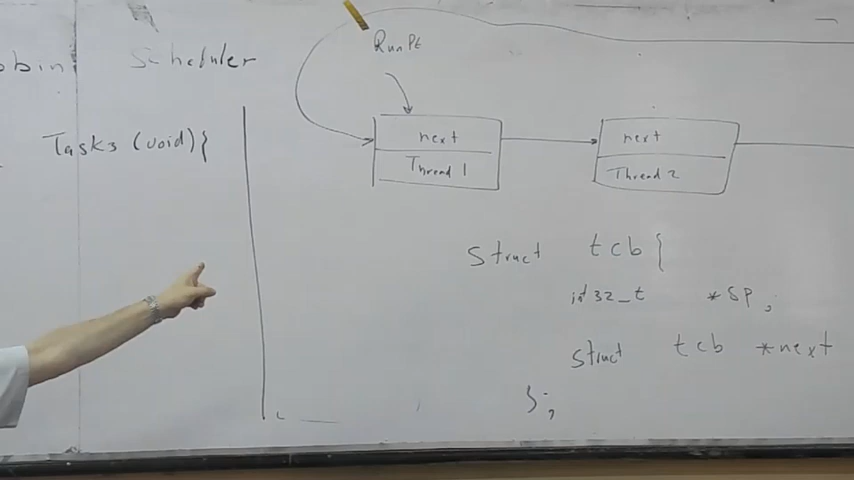 obin Scheduler
Tasks (void){
RunPt
next
Thread 1
next
Thread 2
struct tcb{
int32_t *SP;
struct tcb *next
};